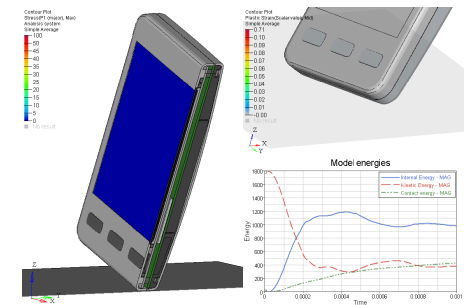 Contour Plot
Stress(P1 (major), Max)
Analysis system
Simple Average
100
50
45
40
35
30
25
20
15
10
5
0
No result
Z
X
Y
Contour Plot
Plastic Strain(Scalar value, Mid)
Simple Average
0.71
0.10
0.09
0.08
0.07
0.06
0.04
0.03
0.02
0.01
0.00
No result
Z
X
Y
Model energies
Internal Energy - MAG
Kinetic Energy - MAG
Contact energy - MAG
Energy
1800
1600
1400
1200
1000
800
600
400
200
0
0 0.0002 0.0004 0.0006 0.0008 0.001
Time